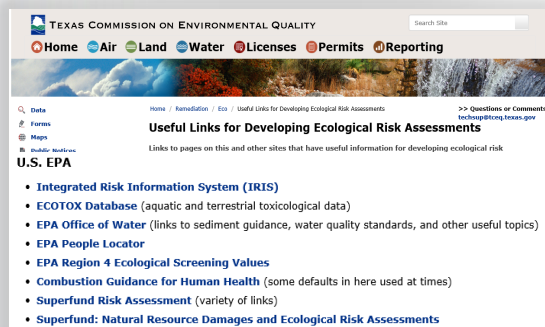 TEXAS COMMISSION ON ENVIRONMENTAL QUALITY
Search Site
Home Air Land Water Licenses Permits Reporting
Data
Forms
Maps
Public Notices
Home / Remediation / Eco / Useful Links for Developing Ecological Risk Assessments
>> Questions or Comments
techsup@tceq.texas.gov
Useful Links for Developing Ecological Risk Assessments
Links to pages on this and other sites that have useful information for developing ecological risk
U.S. EPA
• Integrated Risk Information System (IRIS)
• ECOTOX Database (aquatic and terrestrial toxicological data)
• EPA Office of Water (links to sediment guidance, water quality standards, and other useful topics)
• EPA People Locator
• EPA Region 4 Ecological Screening Values
• Combustion Guidance for Human Health (some defaults in here used at times)
• Superfund Risk Assessment (variety of links)
• Superfund: Natural Resource Damages and Ecological Risk Assessments